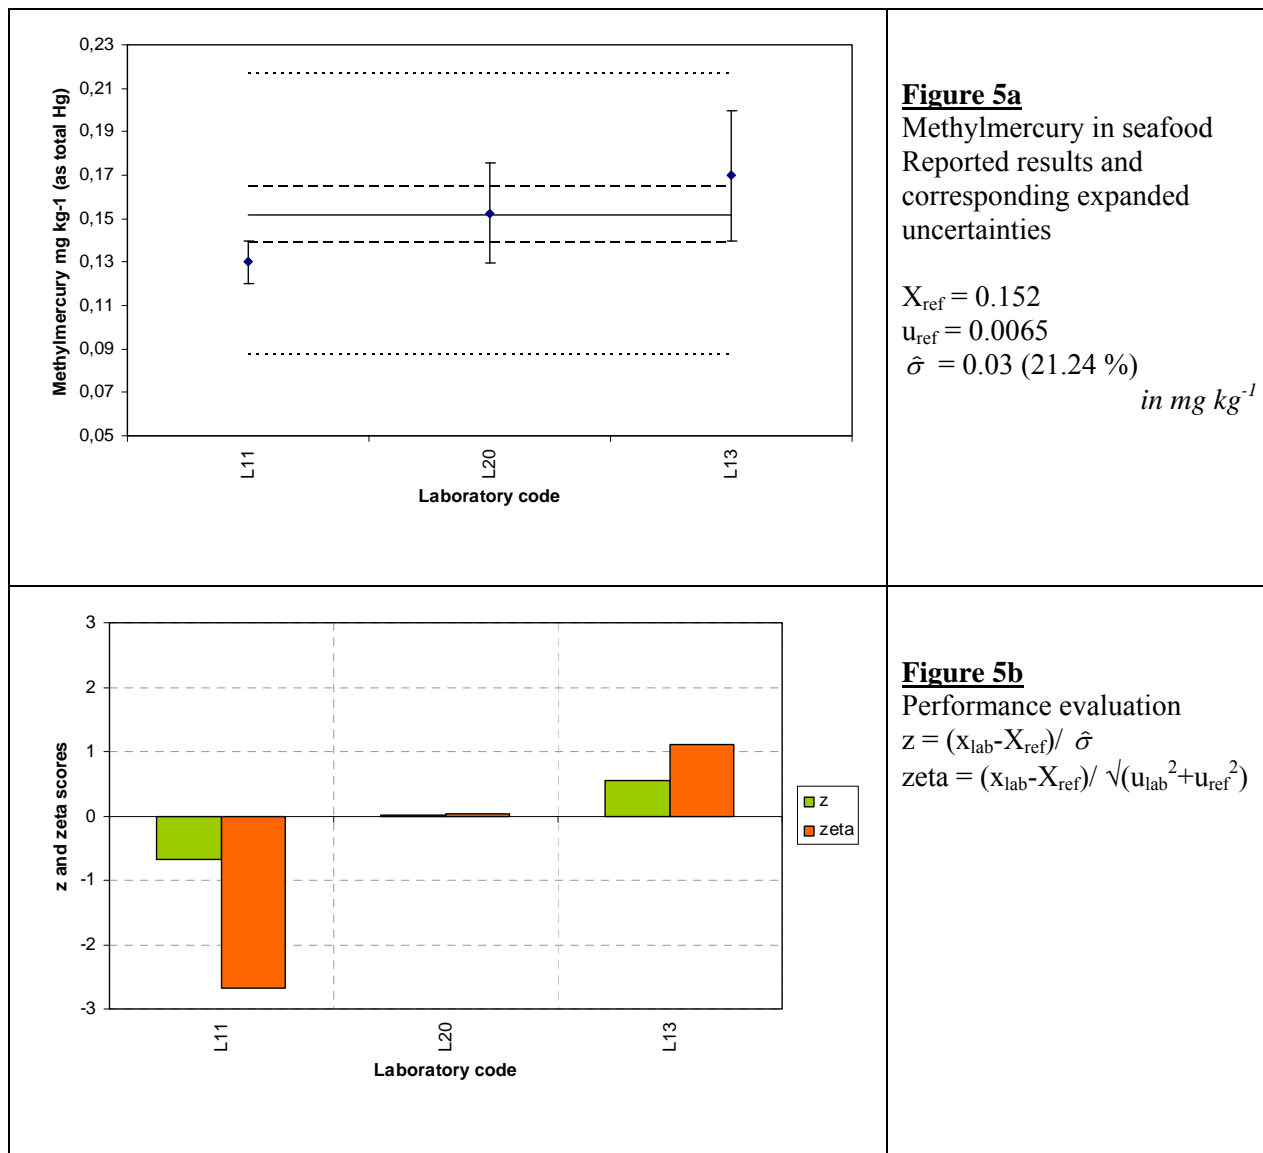 Methylmercury mg kg-1 (as total Hg)
0,23
0,21
0,19
0,17
0,15
0,13
0,11
0,09
0,07
0,05
L11
L20
L13
Laboratory code
Figure 5a
Methylmercury in seafood
Reported results and
corresponding expanded
uncertainties
Xref = 0.152
uref = 0.0065
σ̂ = 0.03 (21.24 %)
in mg kg-1
z and zeta scores
3
2
1
0
-1
-2
-3
L11
L20
L13
Laboratory code
z
zeta
Figure 5b
Performance evaluation
z = (xlab-Xref)/ σ̂
zeta = (xlab-Xref)/ √(ulab2+uref2)